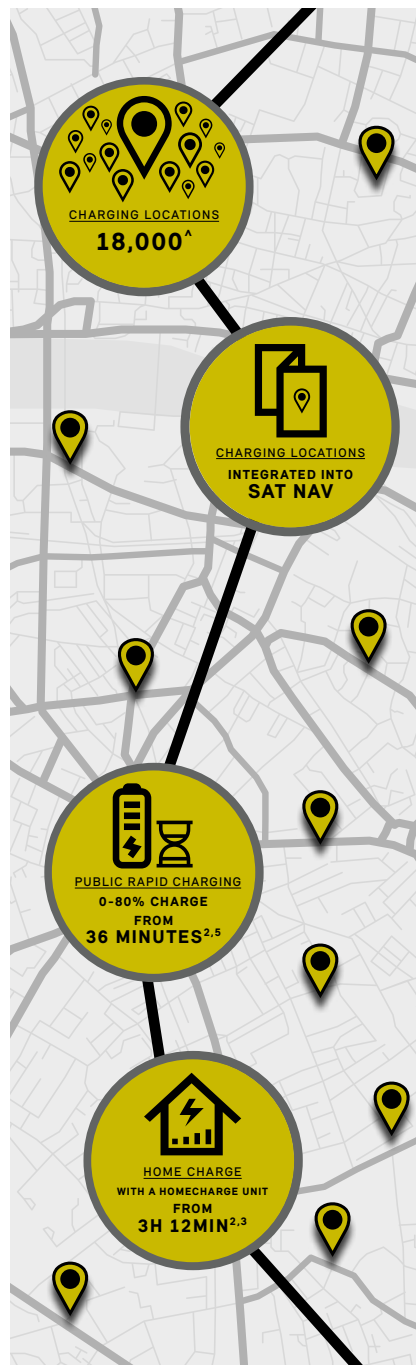 CHARGING LOCATIONS
18,000^
CHARGING LOCATIONS
INTEGRATED INTO
SAT NAV
PUBLIC RAPID CHARGING
0-80% CHARGE
FROM
36 MINUTES2,5
HOME CHARGE
WITH A HOMECHARGE UNIT
FROM
3H 12MIN2,3